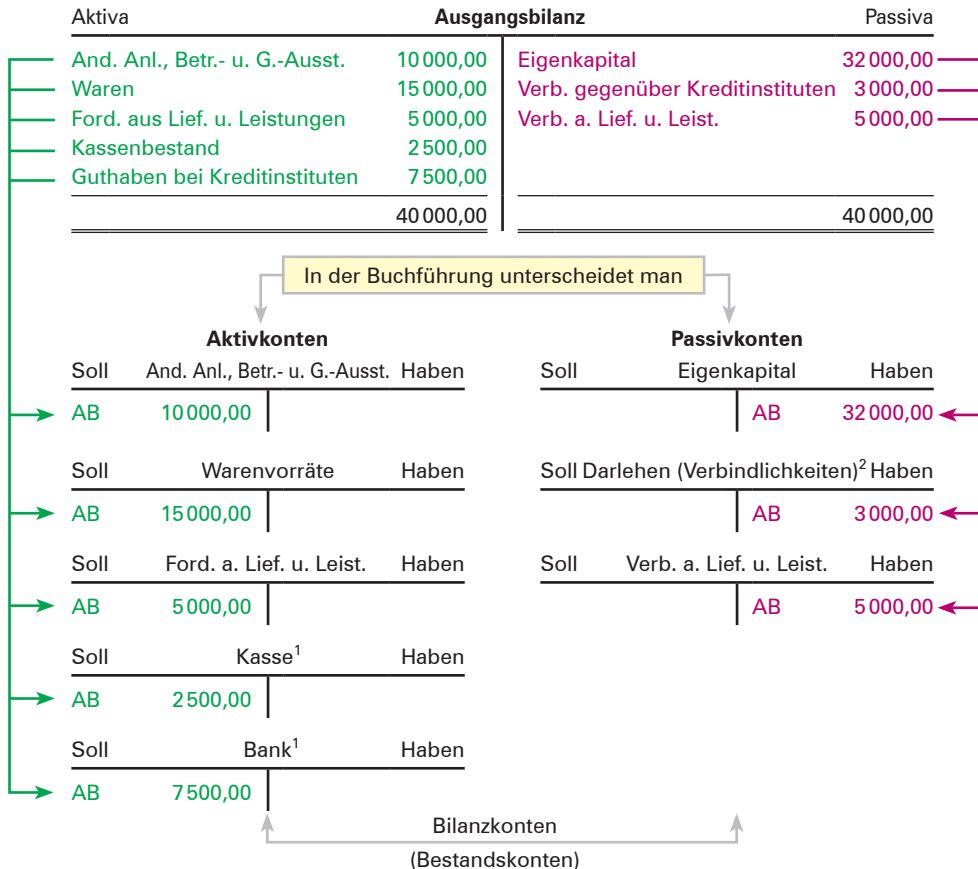 Aktiva Ausgangsbilanz Passiva
And. Anl., Betr.- u. G.-Ausst. 10 000,00 Eigenkapital 32 000,00
Waren 15 000,00 Verb. gegenüber Kreditinstituten 3 000,00
Ford. aus Lief. u. Leistungen 5 000,00 Verb. a. Lief. u. Leist. 5 000,00
Kassenbestand 2 500,00
Guthaben bei Kreditinstituten 7 500,00
40 000,00 40 000,00
In der Buchführung unterscheidet man
Aktivkonten Passivkonten
Soll And. Anl., Betr.- u. G.-Ausst. Haben Soll Eigenkapital Haben
AB 10 000,00 AB 32 000,00
Soll Warenvorräte Haben Soll Darlehen (Verbindlichkeiten)² Haben
AB 15 000,00 AB 3 000,00
Soll Ford. a. Lief. u. Leist. Haben Soll Verb. a. Lief. u. Leist. Haben
AB 5 000,00 AB 5 000,00
Soll Kasse¹ Haben
AB 2 500,00
Soll Bank¹ Haben
AB 7 500,00
Bilanzkonten
(Bestandskonten)